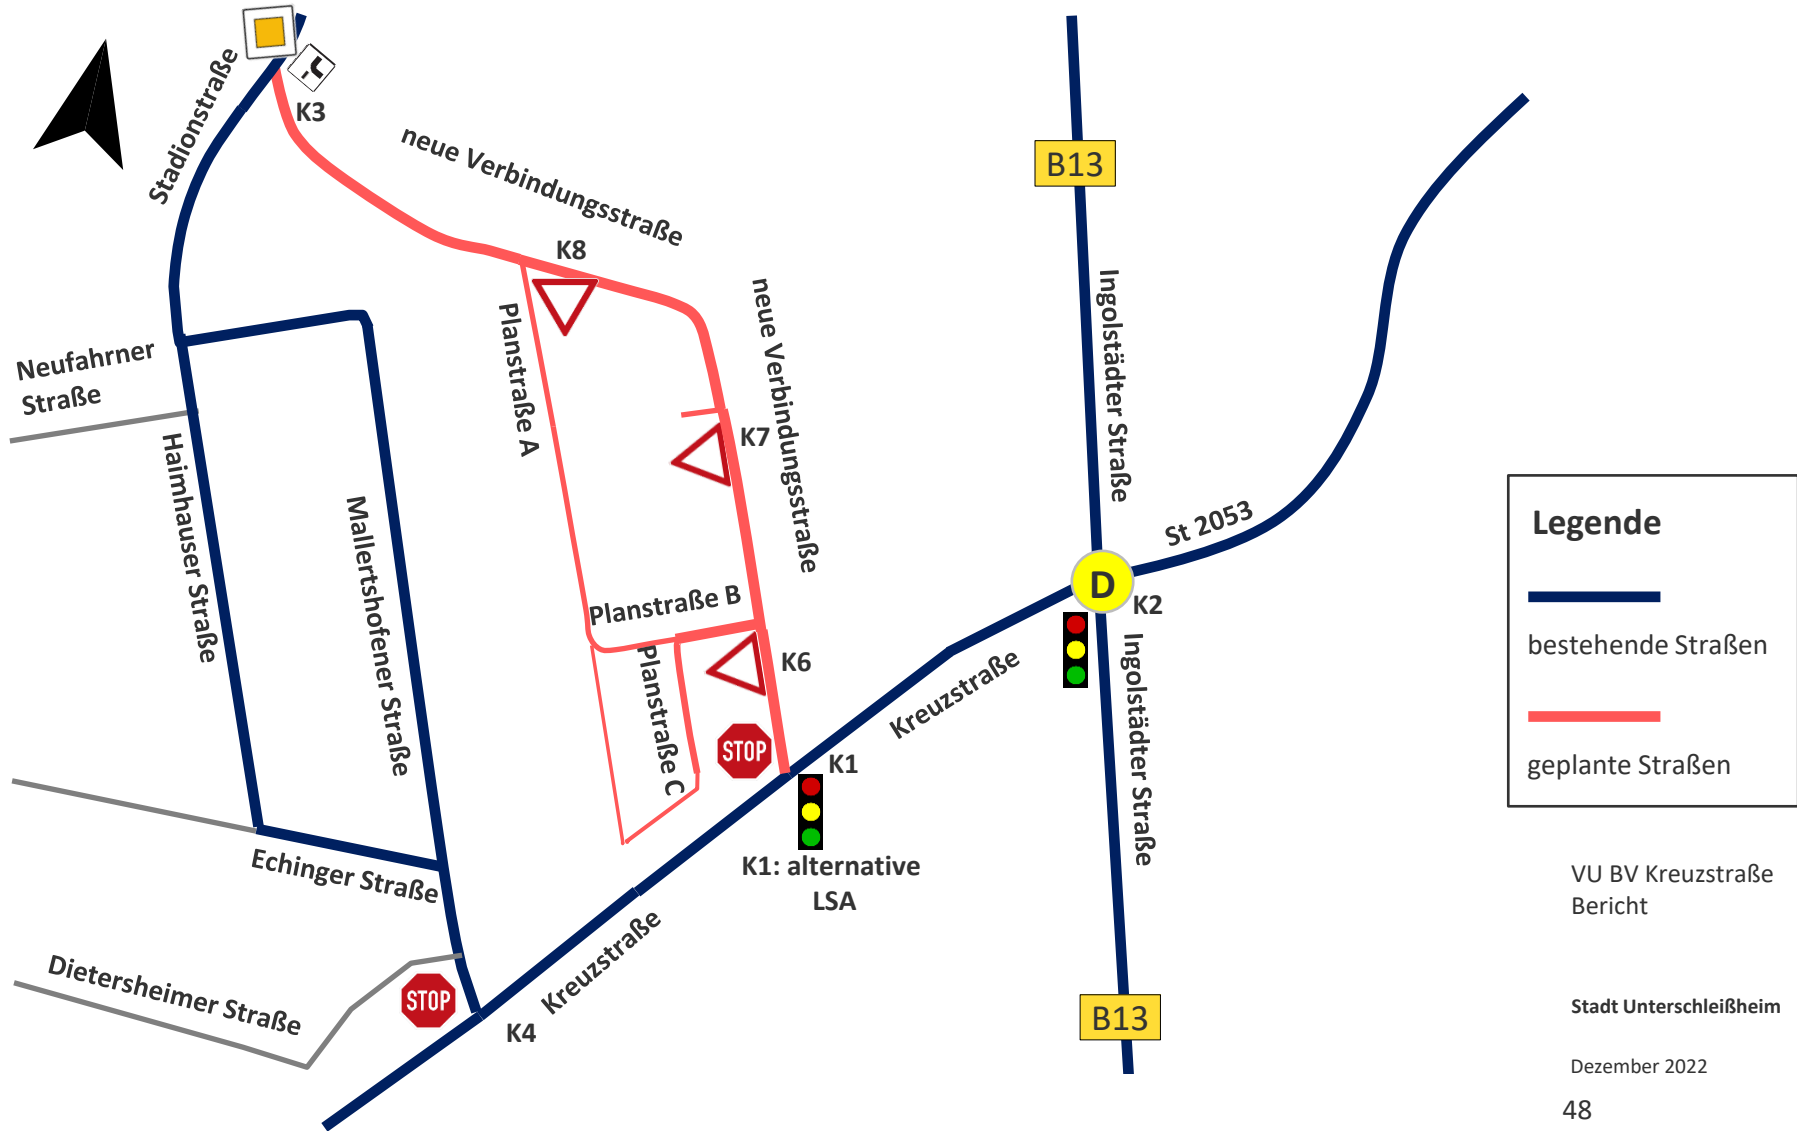 Stadionstraße
K3
neue Verbindungsstraße
K8
B13
Neufahrner
Straße
Planstraße A
neue Verbindungsstraße
K7
Ingolstädter Straße
Haimhauser Straße
Mallertshofener Straße
St 2053
Legende
bestehende Straßen
geplante Straßen
D
K2
Planstraße B
K6
Planstraße C
STOP
K1
Kreuzstraße
Ingolstädter Straße
K1: alternative
LSA
Echinger Straße
Dietersheimer Straße
STOP
K4
Kreuzstraße
B13
VU BV Kreuzstraße
Bericht
Stadt Unterschleißheim
Dezember 2022
48